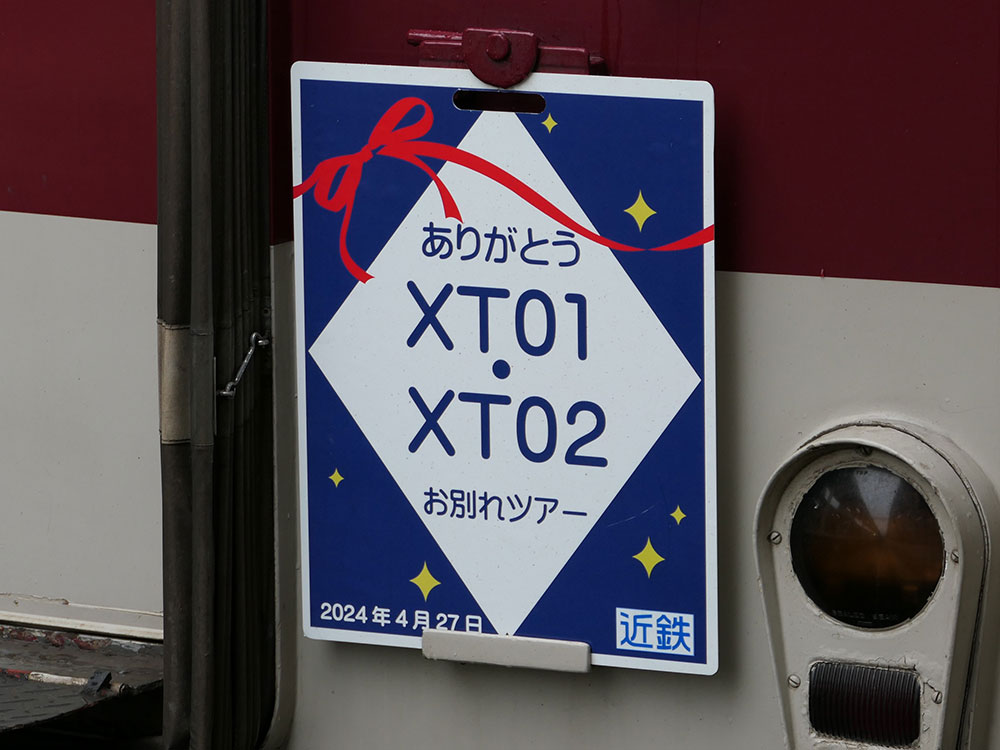 ありがとう
XT01
・
XT02
お別れツアー
2024年4月27日
近鉄